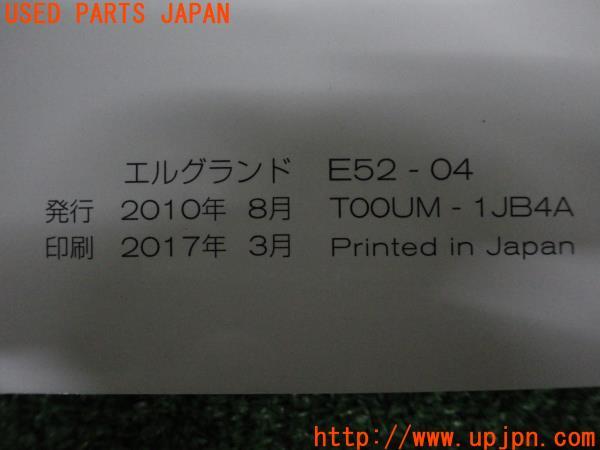 USED PARTS JAPAN
エルグランド E52 - 04
発行 2010年 8月 T00UM - 1JB4A
印刷 2017年 3月 Printed in Japan
http://www.upjpn.com